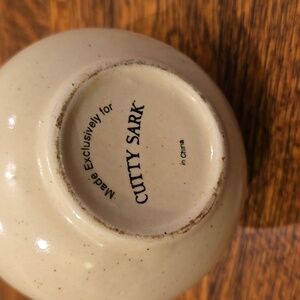 Made Exclusively for
CUTTY SARK
in China